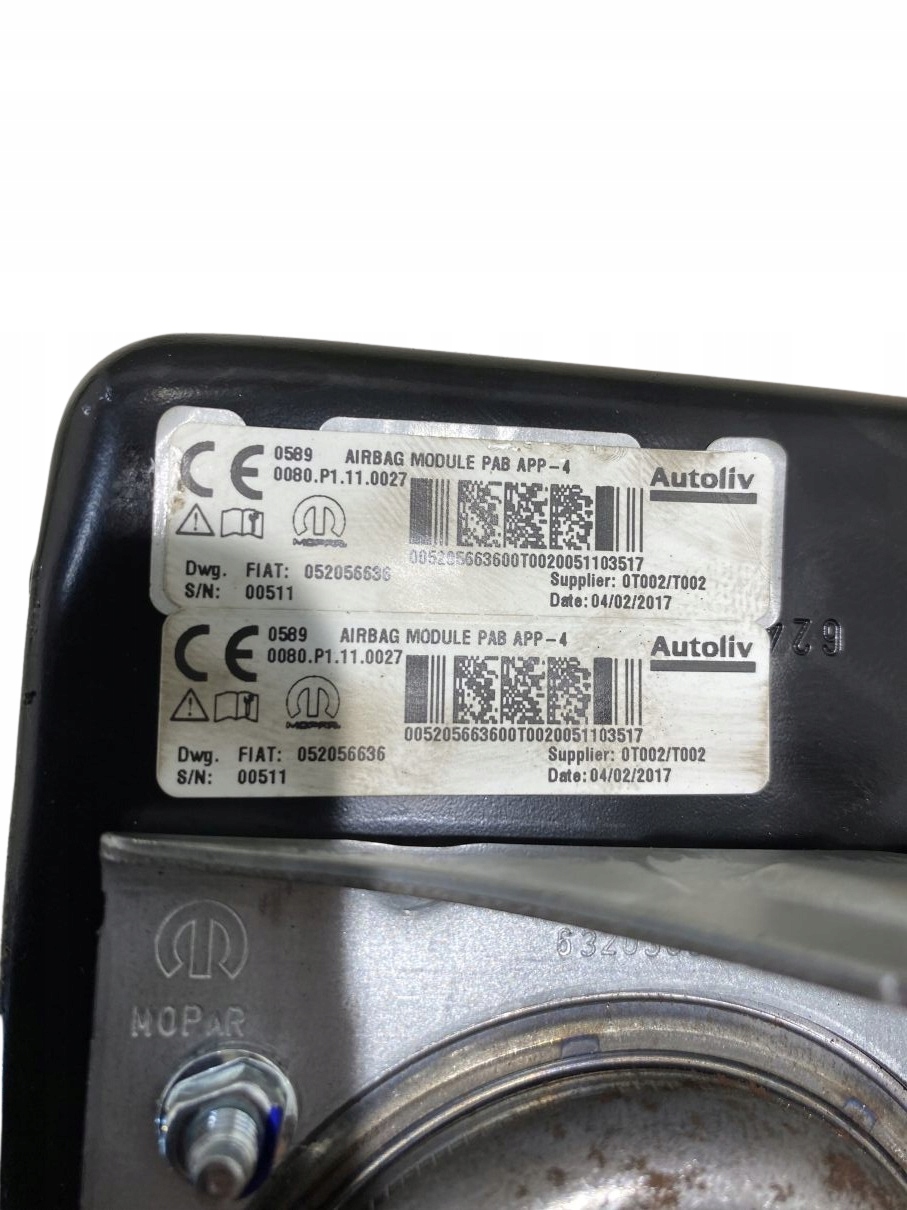 CE 0589 AIRBAG MODULE PAB APP-4
0080.P1.11.0027
Autoliv
MOPAR
005205663600T0020051103517
Dwg. FIAT: 052056636
Supplier: 0T002/T002
S/N: 00511
Date: 04/02/2017
CE 0589 AIRBAG MODULE PAB APP-4
0080.P1.11.0027
Autoliv
MOPAR
005205663600T0020051103517
Dwg. FIAT: 052056636
Supplier: 0T002/T002
S/N: 00511
Date: 04/02/2017
MOPAR